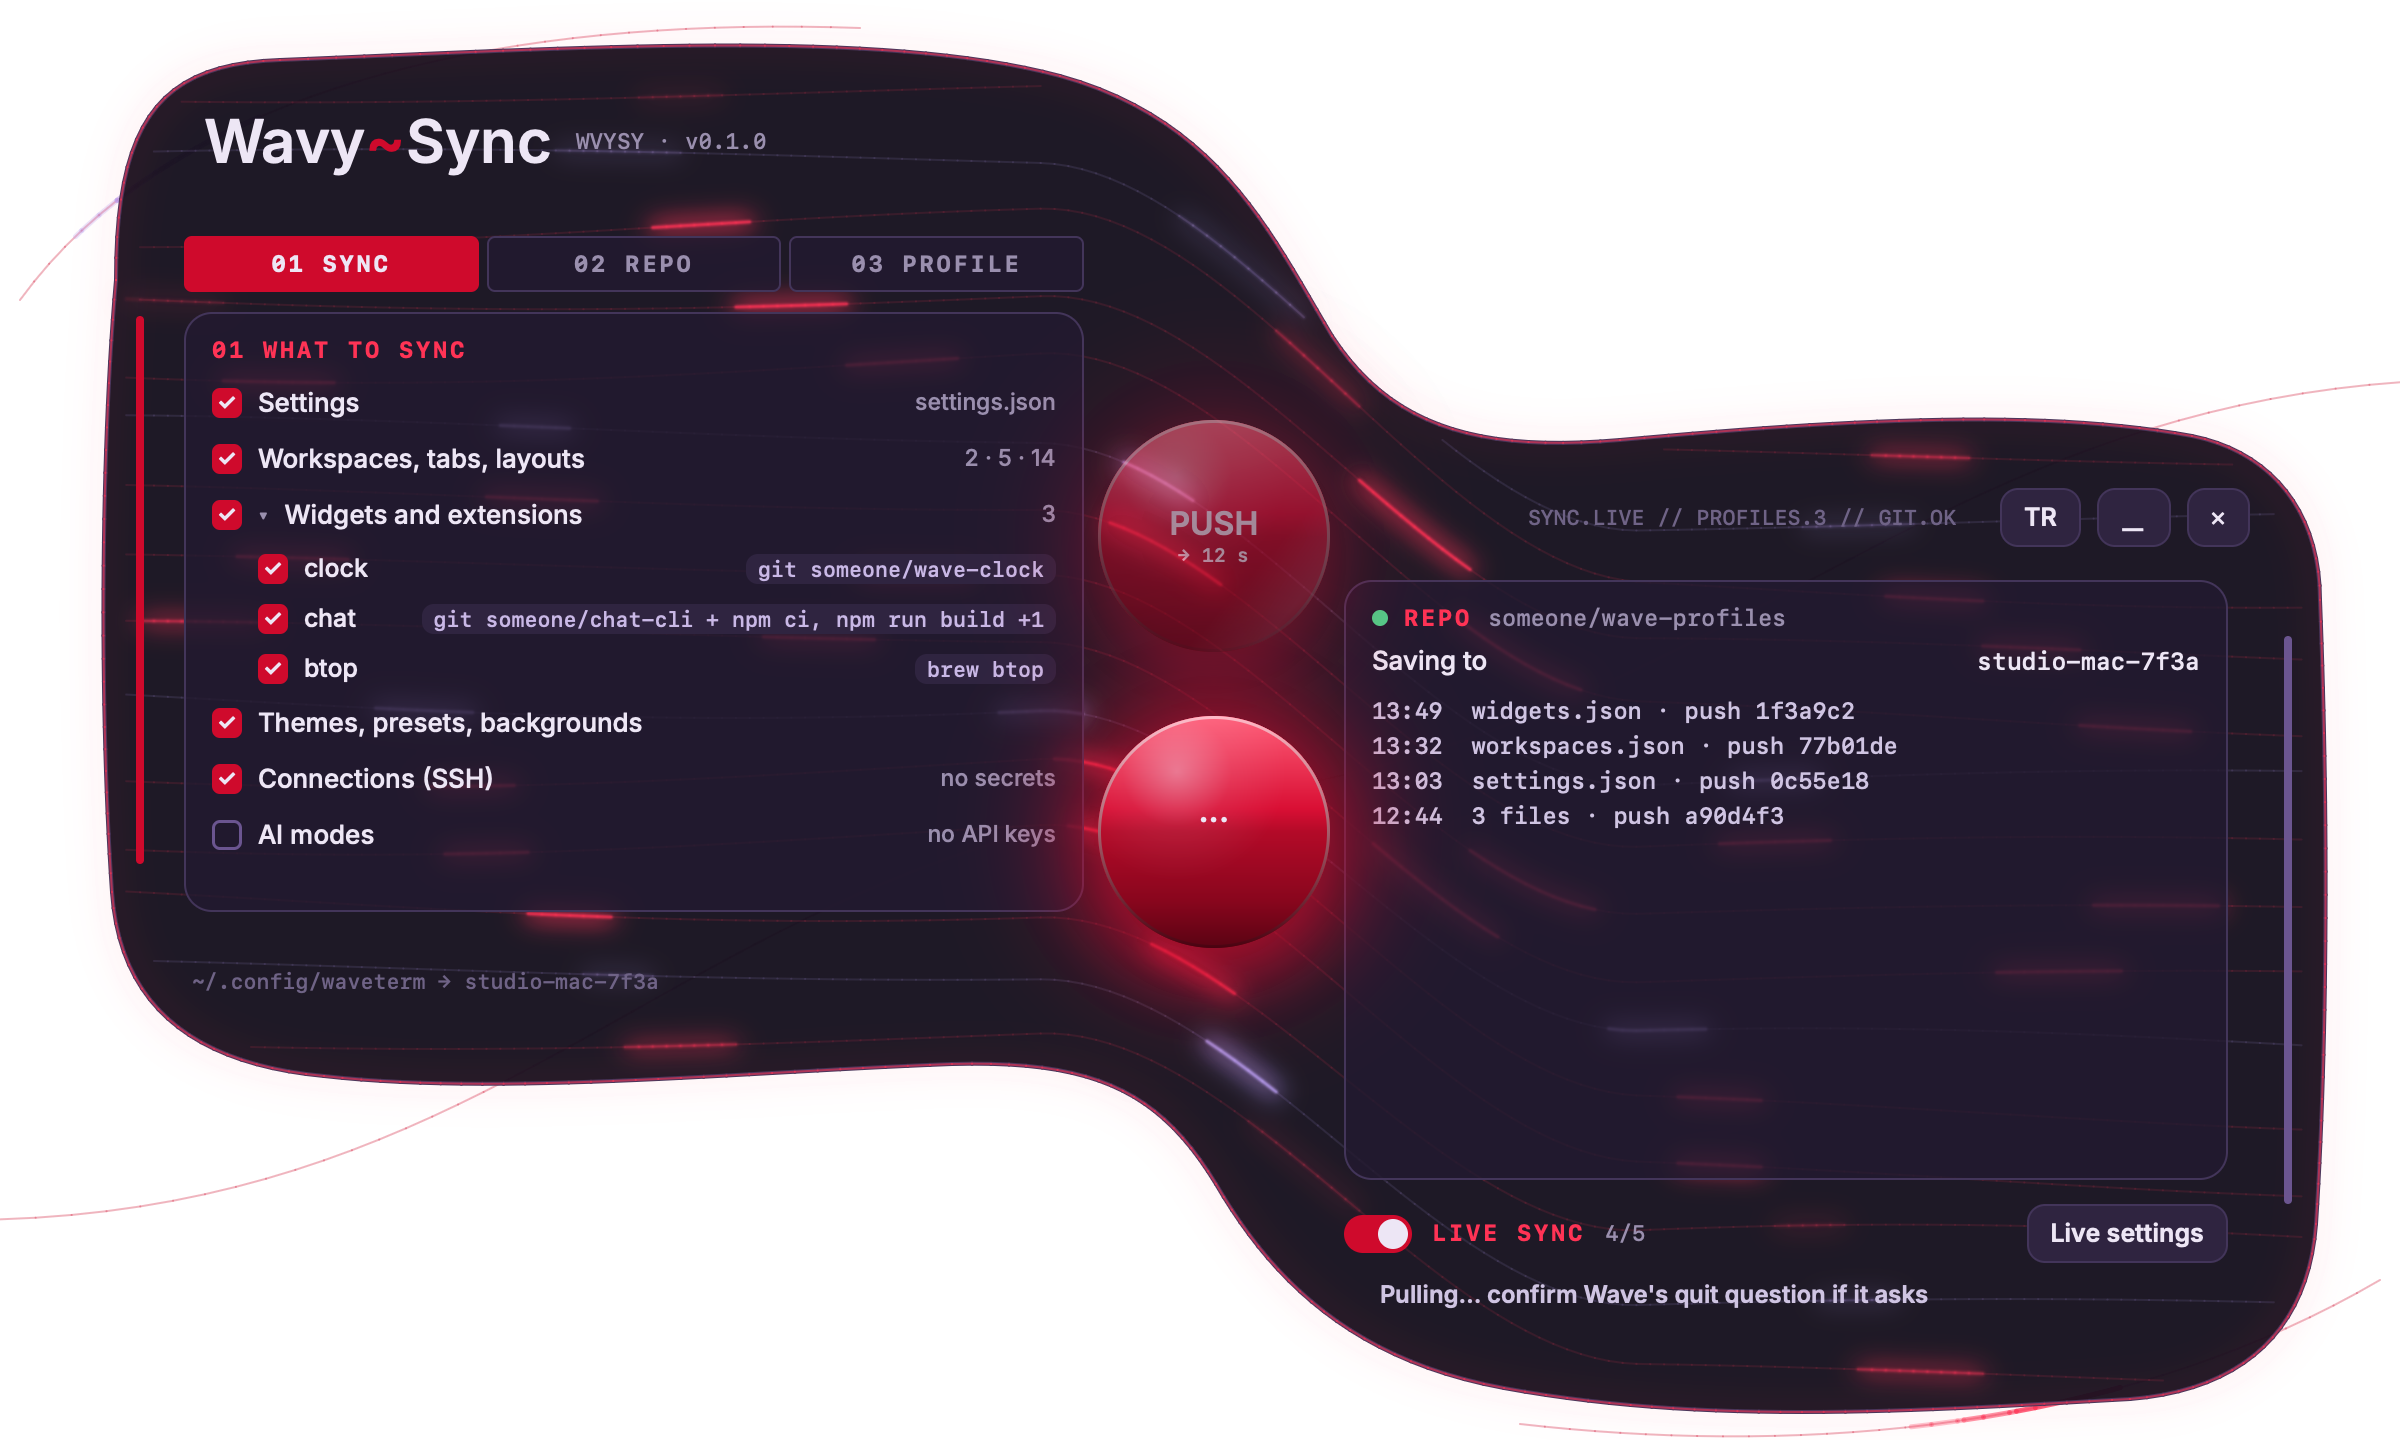 Wavy~Sync WVYSY · v0.1.0
01 SYNC 02 REPO 03 PROFILE
01 WHAT TO SYNC
Settings settings.json
Workspaces, tabs, layouts 2 · 5 · 14
▾ Widgets and extensions 3
clock git someone/wave-clock
chat git someone/chat-cli + npm ci, npm run build +1
btop brew btop
Themes, presets, backgrounds
Connections (SSH) no secrets
AI modes no API keys
~/.config/waveterm → studio-mac-7f3a
PUSH
→ 12 s
...
SYNC.LIVE // PROFILES.3 // GIT.OK TR _ ×
REPO someone/wave-profiles
Saving to studio-mac-7f3a
13:49 widgets.json · push 1f3a9c2
13:32 workspaces.json · push 77b01de
13:03 settings.json · push 0c55e18
12:44 3 files · push a90d4f3
LIVE SYNC 4/5 Live settings
Pulling... confirm Wave's quit question if it asks